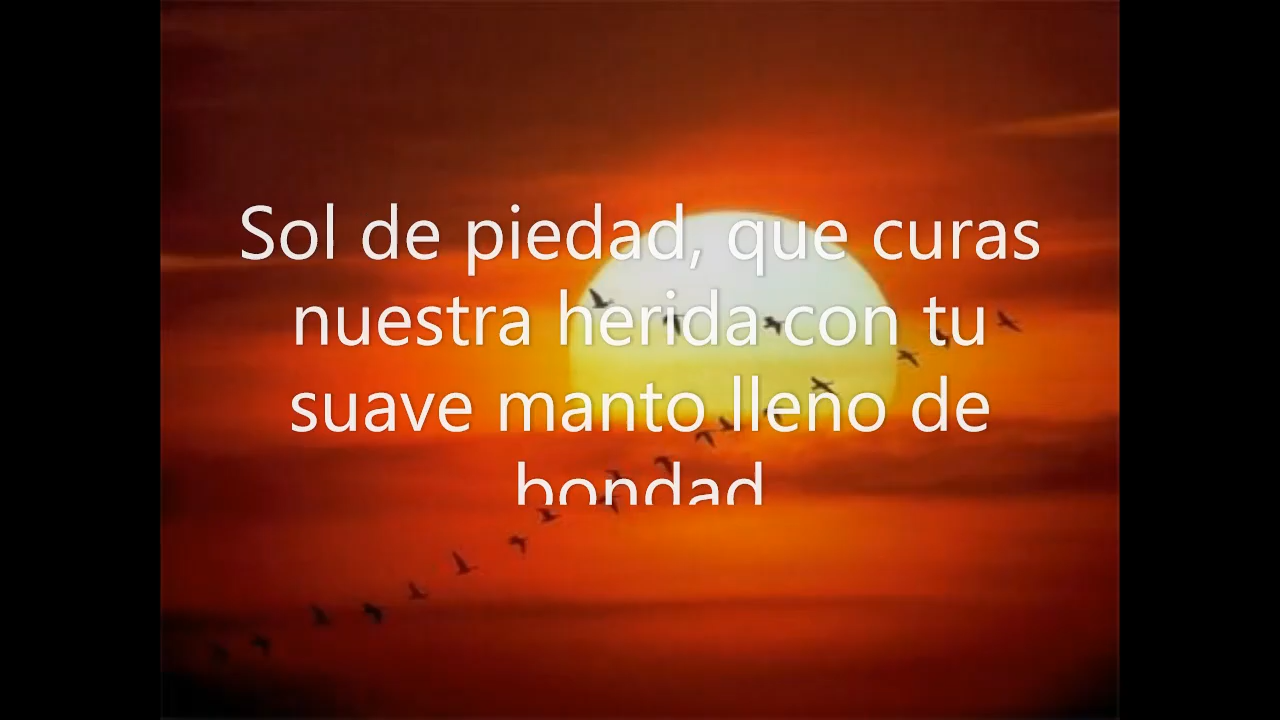 Sol de piedad, que curas
nuestra herida con tu
suave manto lleno de
bondad